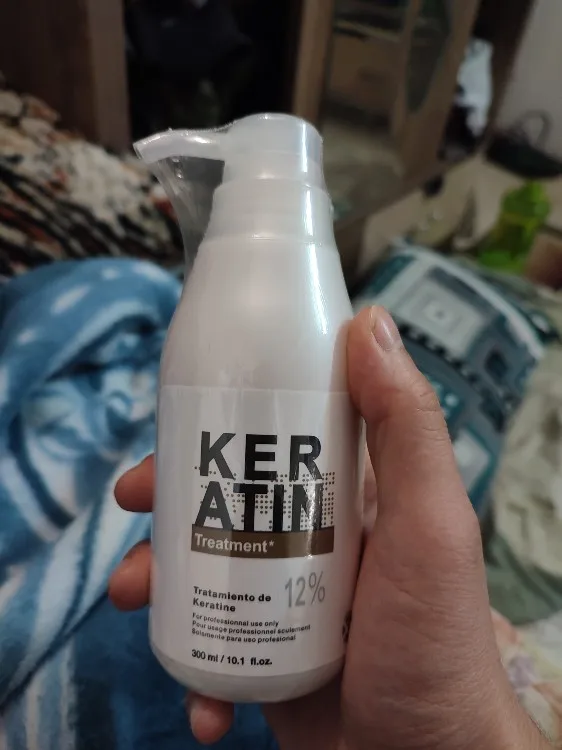 KER
ATIN
Treatment*
Tratamiento de
Keratine
12%
For professionnal use only
Pour usage professionnel seulement
Solamente para uso profesional
300 ml / 10.1 fl.oz.